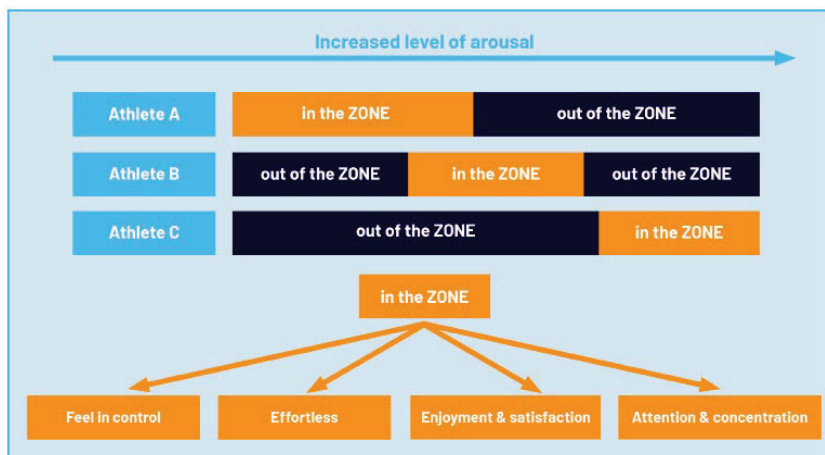 Increased level of arousal
Athlete A
in the ZONE
out of the ZONE
Athlete B
out of the ZONE
in the ZONE
out of the ZONE
Athlete C
out of the ZONE
in the ZONE
in the ZONE
Feel in control
Effortless
Enjoyment & satisfaction
Attention & concentration